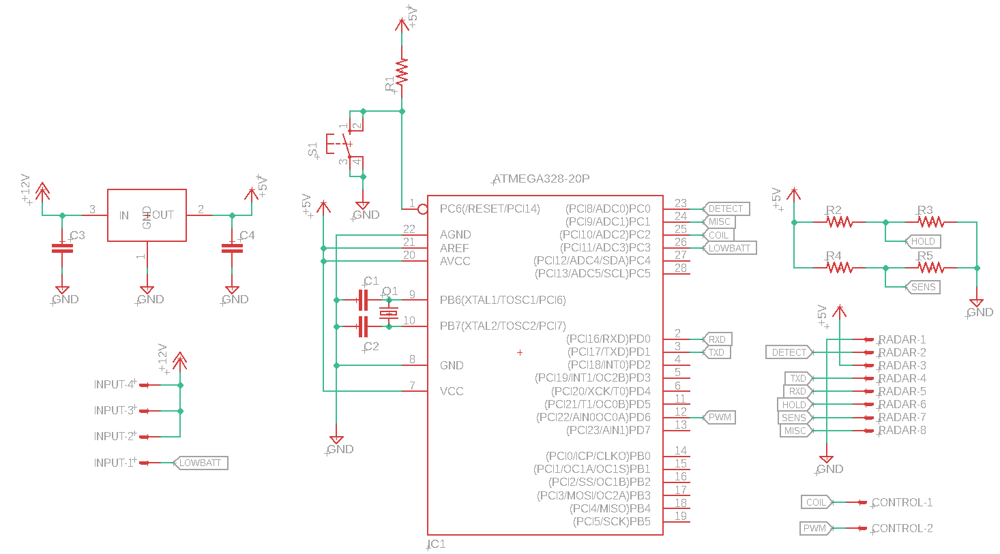 +5V
R1
1
2
S1
3
4
GND
+12V
3
IN
GND
OUT
2
+5V
1
C3
C4
GND
GND
GND
+12V
INPUT-4
INPUT-3
INPUT-2
INPUT-1
LOWBATT
ATMEGA328-20P
+5V
1
PC6(/RESET/PCI14)
22
AGND
21
AREF
20
AVCC
C1
Q1
9
PB6(XTAL1/TOSC1/PCI6)
10
PB7(XTAL2/TOSC2/PCI7)
C2
8
GND
7
VCC
GND
(PCI8/ADC0)PC0
23
DETECT
(PCI9/ADC1)PC1
24
MISC
(PCI10/ADC2)PC2
25
COIL
(PCI11/ADC3)PC3
26
LOWBATT
(PCI12/ADC4/SDA)PC4
27
(PCI13/ADC5/SCL)PC5
28
(PCI16/RXD)PD0
2
RXD
(PCI17/TXD)PD1
3
TXD
(PCI18/INT0)PD2
4
(PCI19/INT1/OC2B)PD3
5
(PCI20/XCK/T0)PD4
6
(PCI21/T1/OC0B)PD5
11
(PCI22/AIN0OC0A)PD6
12
PWM
(PCI23/AIN1)PD7
13
(PCI0/ICP/CLKO)PB0
14
(PCI1/OC1A/OC1S)PB1
15
(PCI2/SS/OC1B)PB2
16
(PCI3/MOSI/OC2A)PB3
17
(PCI4/MISO)PB4
18
(PCI5/SCK)PB5
19
IC1
+5V
R2
R3
HOLD
R4
R5
SENS
GND
+5V
RADAR-1
DETECT
RADAR-2
RADAR-3
TXD
RADAR-4
RXD
RADAR-5
HOLD
RADAR-6
SENS
RADAR-7
MISC
RADAR-8
GND
COIL
CONTROL-1
PWM
CONTROL-2